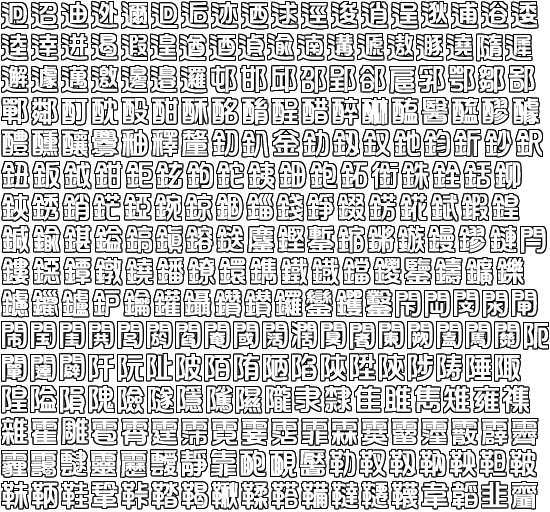 迥迢迪迯邇迴逅迹迺逑逕逡逍逞逖逋逧逶
逵逹迸遏遐遑遒逎遉逾遖遘遞遨遯遶隨遲
邂遽邁邀邊邉邏邨邯邱邵郢郤扈郛鄂鄒鄙
鄲鄰酊酖酘酣酥酩酳酲醋醉醂醢醫醯醪醵
醴醺釀釁釉釋釐釖釟釡釛釼釵釶鈞釿鈔鈬
鈕鈑鉞鉗鉅鉉鉤鉈銕鈿鉋鉐銜銖銓銛鉚
鋏銹銷鋩錏鋺鍄錮錙錢錚錣錺錵錻鍜鍠
鍼鍮鍖鎰鎬鎭鎔鎹鏖鏗鏨鏥鏘鏃鏝鏐鏈閂
鏤鐚鐔鐓鐃鐇鐐鐶鐫鐵鐡鐺鑁鑒鑄鑛鑠
鑢鑞鑪鈩鑰鑵鑷鑽鑚鑼鑾钁鑿閇閊閔閖閘
閙閠閨閧閭閼閻閹閾闊濶闃闍闌闕闔闖關阨
闡闥闢阡阮阯陂陌陏陋陷陜陞陝陟陦陲陬
隍隘隕隗險隧隱隲隰隴隶隸隹雎雋雉雍襍
雜霍雕雹霄霆霈霓霎霑霏霖霙霤霪霰霹霽
霾靄靆靈靂靉靜靠靤靦靨勒靫靱靹鞅靼鞁
靺鞆鞋鞏鞐鞜鞨鞦鞣鞳鞴韃韆韈韋韜韭齏